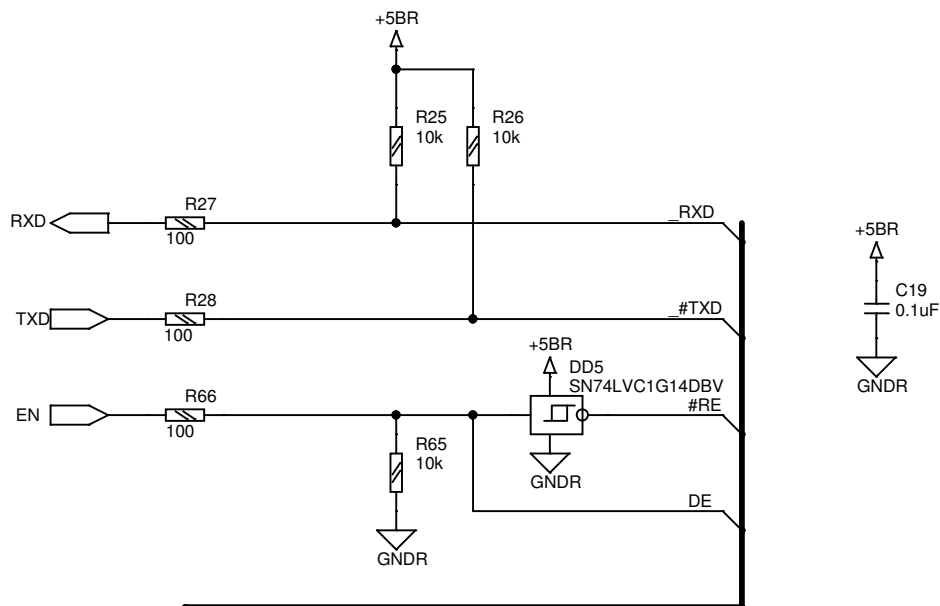 +5BR
R25
10k
R26
10k
RXD
R27
100
_RXD
+5BR
C19
0.1uF
GNDR
TXD
R28
100
_#TXD
+5BR
DD5
SN74LVC1G14DBV
EN
R66
100
#RE
R65
10k
GNDR
DE
GNDR